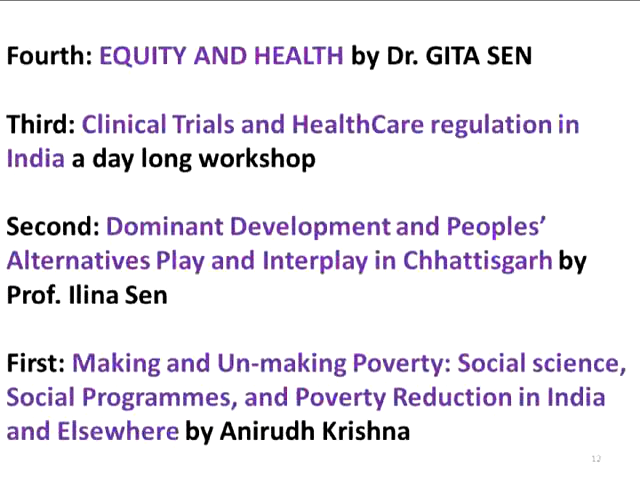 Fourth: EQUITY AND HEALTH by Dr. GITA SEN
Third: Clinical Trials and HealthCare regulation in
India a day long workshop
Second: Dominant Development and Peoples’
Alternatives Play and Interplay in Chhattisgarh by
Prof. Ilina Sen
First: Making and Un-making Poverty: Social science,
Social Programmes, and Poverty Reduction in India
and Elsewhere by Anirudh Krishna